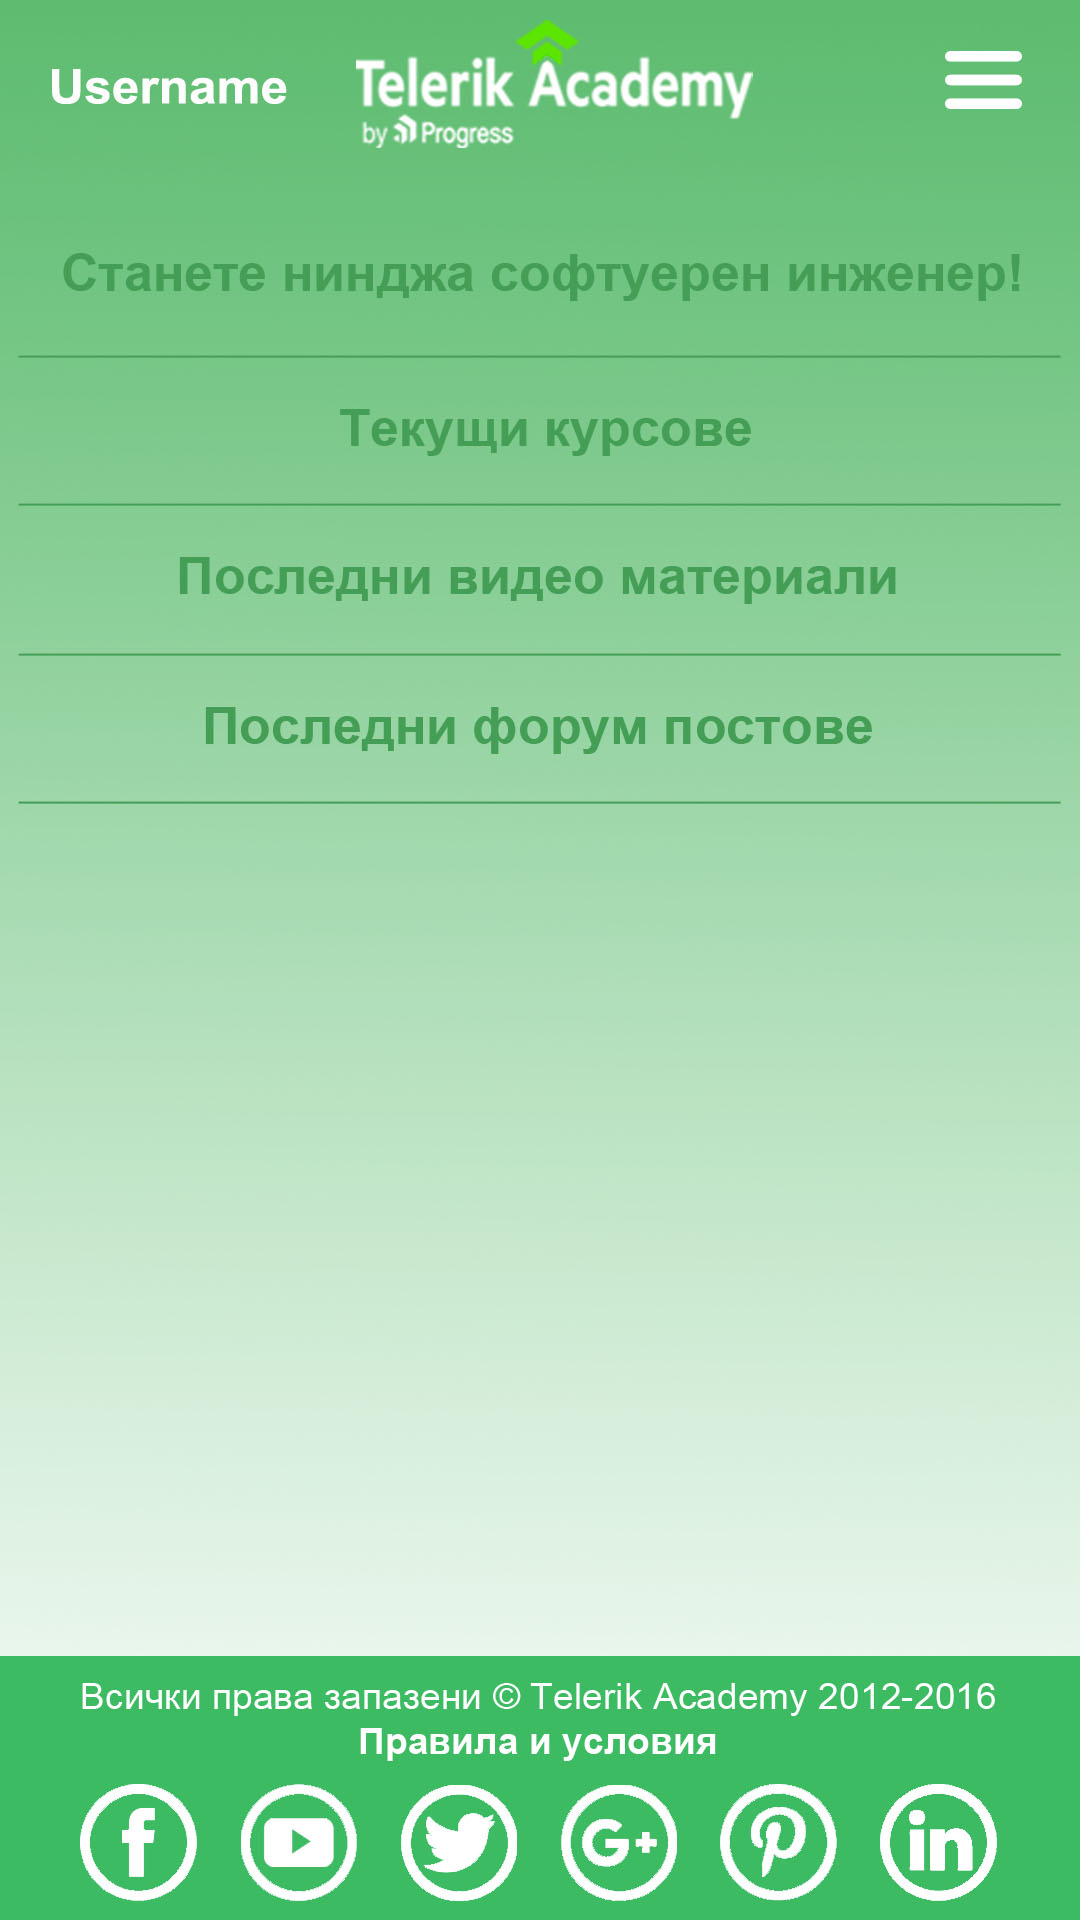 Username
Telerik Academy
by Progress
Станете нинджа софтуерен инженер!
Текущи курсове
Последни видео материали
Последни форум постове
Всички права запазени © Telerik Academy 2012-2016
Правила и условия